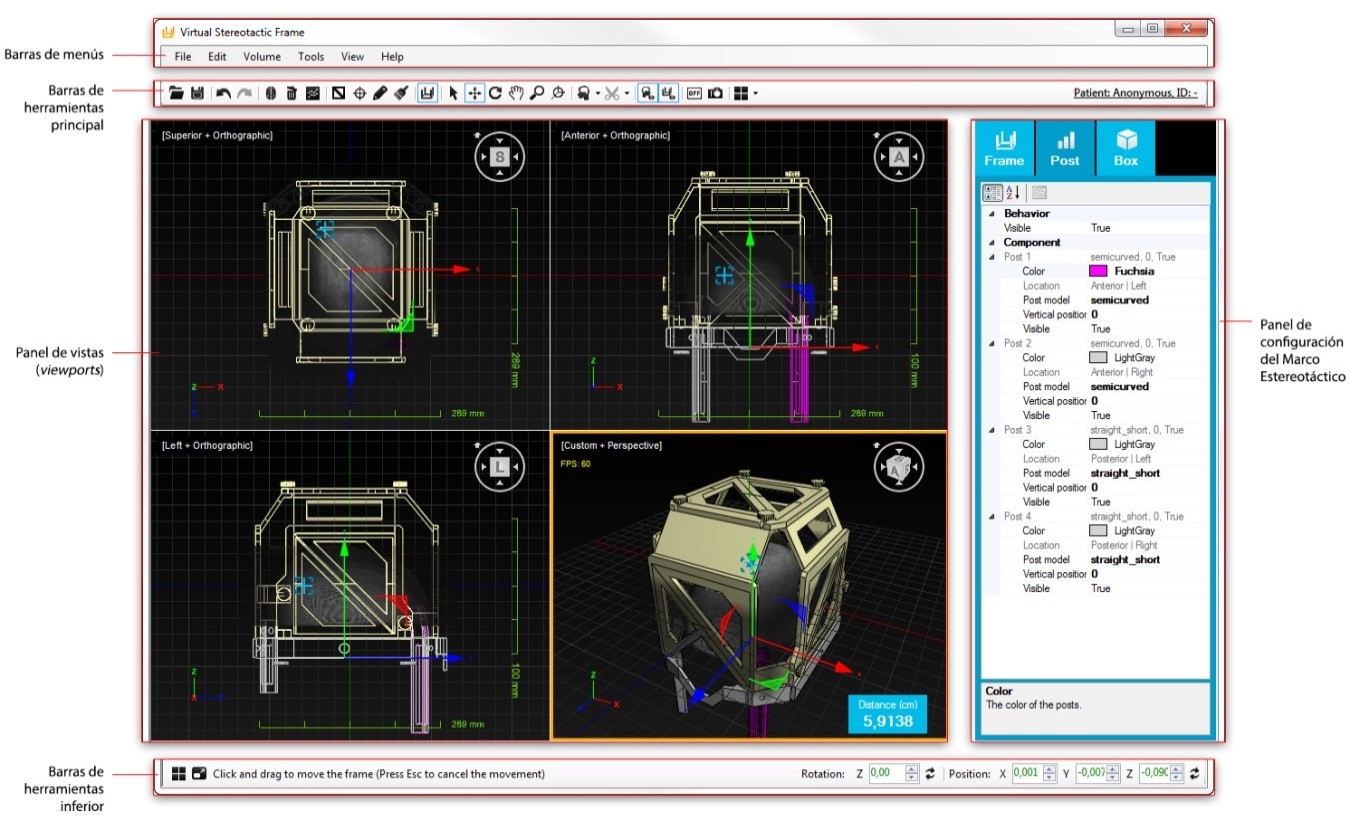 Virtual Stereotactic Frame
Barras de menús
File Edit Volume Tools View Help
Barras de
herramientas
principal
OFF
Patient: Anonymous, ID: -
[Superior + Orthographic]
S
x
289 mm
Z X
289 mm
[Anterior + Orthographic]
A
x
100 mm
Z X
289 mm
Panel de vistas
(viewports)
[Left + Orthographic]
L
100 mm
Z
289 mm
[Custom + Perspective]
FPS: 60
A
x
Z X
Distance (cm)
5,9138
Frame Post Box
A
Z
Behavior
Visible True
Component
Post 1 semicurved, 0, True
Color Fuchsia
Location Anterior | Left
Post model semicurved
Vertical position 0
Visible True
Post 2 semicurved, 0, True
Color LightGray
Location Anterior | Right
Post model semicurved
Vertical position 0
Visible True
Post 3 straight_short, 0, True
Color LightGray
Location Posterior | Left
Post model straight_short
Vertical position 0
Visible True
Post 4 straight_short, 0, True
Color LightGray
Location Posterior | Right
Post model straight_short
Vertical position 0
Visible True
Color
The color of the posts.
Panel de
configuración
del Marco
Estereotáctico
Barras de
herramientas
inferior
Click and drag to move the frame (Press Esc to cancel the movement)
Rotation: Z 0,00 Position: X 0,001 Y -0,007 Z -0,090